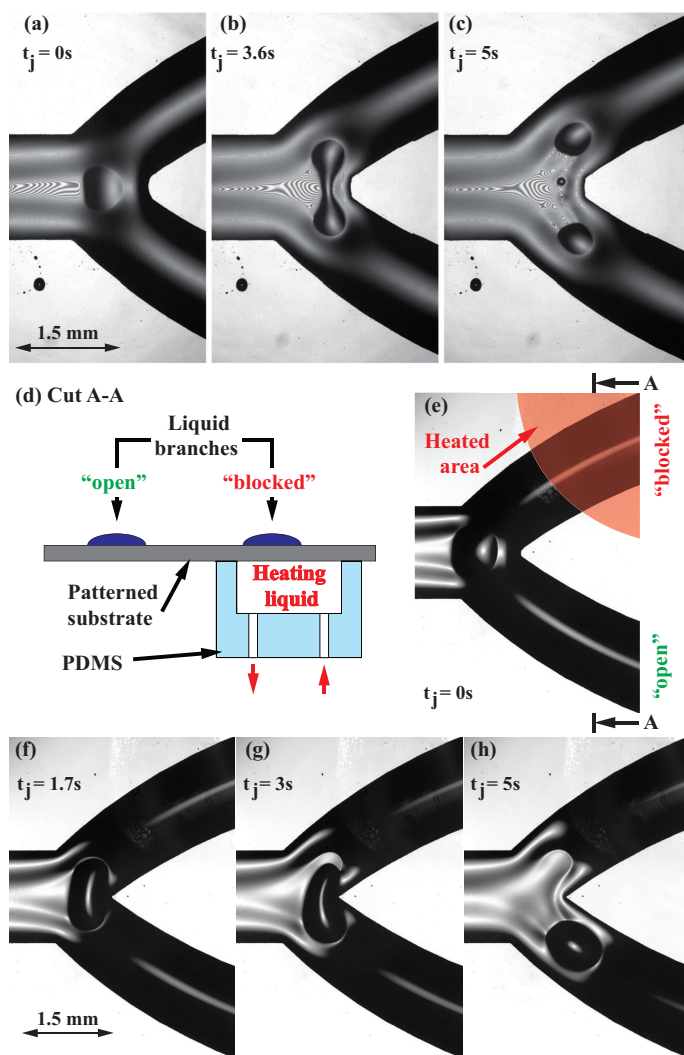 (a)
t_j = 0s
(b)
t_j = 3.6s
(c)
t_j = 5s
1.5 mm
(d) Cut A-A
Liquid
branches
“open”
“blocked”
Heating
liquid
Patterned
substrate
PDMS
A
(e)
Heated
area
“blocked”
“open”
t_j = 0s
A
(f)
t_j = 1.7s
(g)
t_j = 3s
(h)
t_j = 5s
1.5 mm